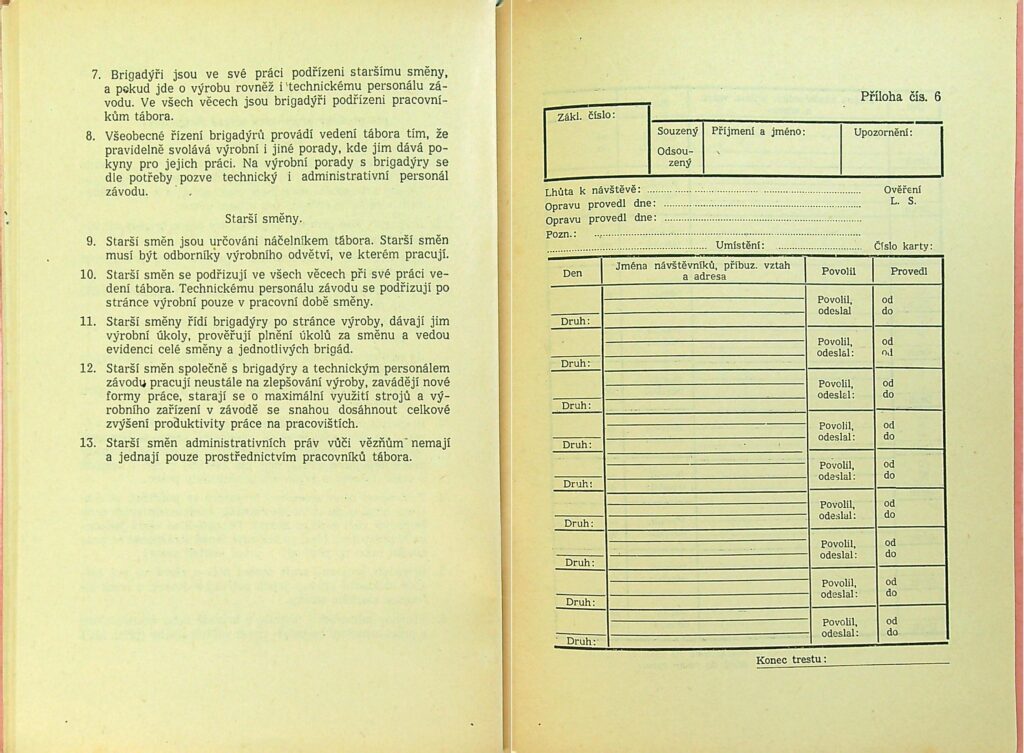 7. Brigadýři jsou ve své práci podřízeni staršímu směny,
a pokud jde o výrobu rovněž i technickému personálu zá-
vodu. Ve všech věcech jsou brigadýři podřízeni pracovní-
kům tábora.
8. Všeobecné řízení brigadýrů provádí vedení tábora tím, že
pravidelně svolává výrobní i jiné porady, kde jim dává po-
kyny pro jejich práci. Na výrobní porady s brigadýry se
dle potřeby pozve technický i administrativní personál
závodu.
Starší směny.
9. Starší směn jsou určováni náčelníkem tábora. Starší směn
musí být odborníky výrobního odvětví, ve kterém pracují.
10. Starší směn se podřizují ve všech věcech při své práci ve-
dení tábora. Technickému personálu závodu se podřizují po
stránce výrobní pouze v pracovní době směny.
11. Starší směny řídí brigadýry po stránce výroby, dávají jim
výrobní úkoly, prověřují plnění úkolů za směnu a vedou
evidenci celé směny a jednotlivých brigád.
12. Starší směn společně s brigadýry a technickým personálem
závodu pracují neustále na zlepšování výroby, zavádějí nové
formy práce, starají se o maximální využití strojů a vý-
robního zařízení v závodě se snahou dosáhnout celkové
zvýšení produktivity práce na pracovištích.
13. Starší směn administrativních práv vůči vězňům nemají
a jednají pouze prostřednictvím pracovníků tábora.
Příloha čís. 6
Zákl. číslo:
Souzený
Odsou-
zený
Příjmení a jméno:
Upozornění:
Lhůta k návštěvě:
Ověření
Opravu provedl dne:
L. S.
Opravu provedl dne:
Pozn.:
Umístění:
Číslo karty:
Den
Jména návštěvníků, příbuz. vztah
a adresa
Povolil
Provedl
Povolil, od
odeslal do
Druh:
Povolil, od
odeslal: od
Druh:
Povolil, od
odeslal: do
Druh:
Povolil, od
odeslal: do
Druh:
Povolil, od
odeslal: do
Druh:
Povolil, od
odeslal: do
Druh:
Povolil, od
odeslal: do
Druh:
Povolil, od
odeslal: do
Druh:
Povolil, od
odeslal: do
Druh:
Konec trestu: